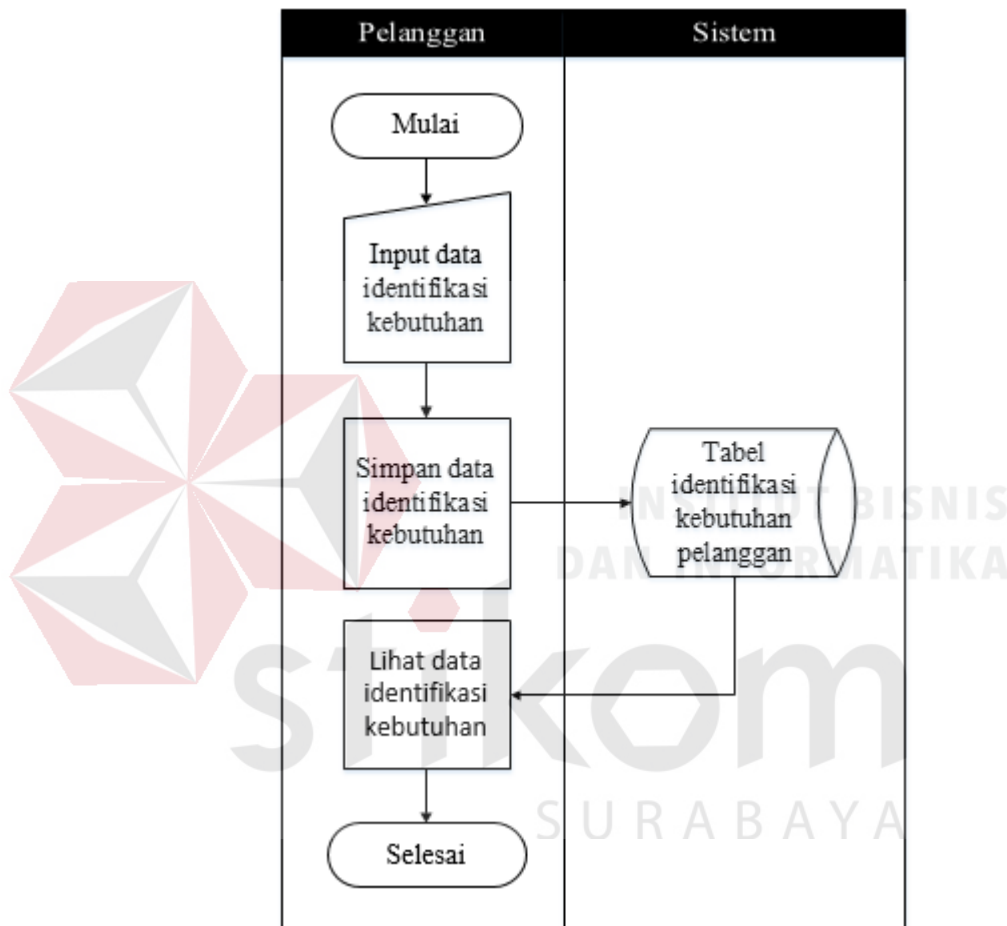 Pelanggan
Sistem
Mulai
Input data
identifikasi
kebutuhan
Simpan data
identifikasi
kebutuhan
Tabel
identifikasi
kebutuhan
pelanggan
INSTITUT BISNIS
DAN INFORMATIKA
stikom
SURABAYA
Lihat data
identifikasi
kebutuhan
Selesai